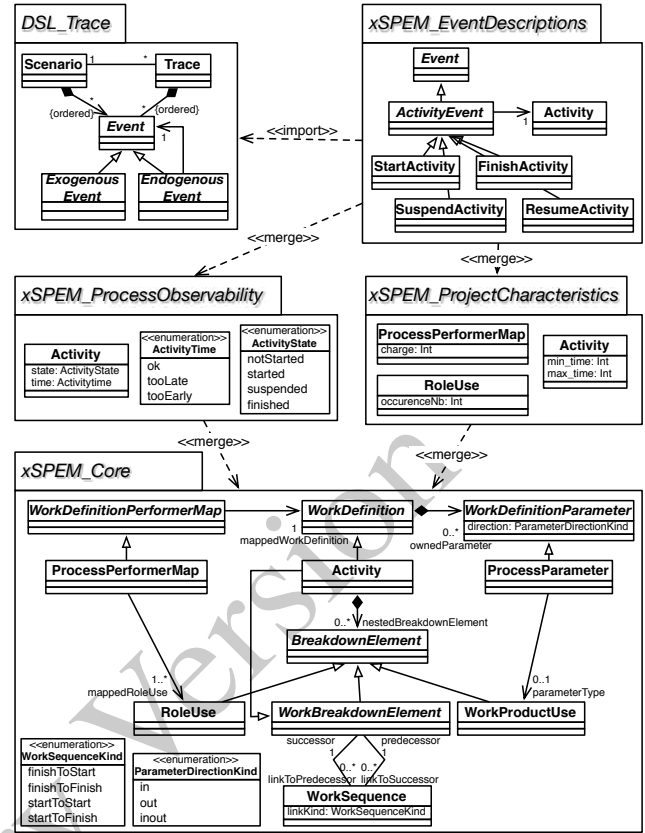 DSL_Trace
Scenario
1
*
Trace
*
{ordered}
*
{ordered}
Event
1
Exogenous
Event
Endogenous
Event
xSPEM_EventDescriptions
Event
ActivityEvent
1
Activity
StartActivity
FinishActivity
SuspendActivity
ResumeActivity
<<import>>
<<merge>>
<<merge>>
xSPEM_ProcessObservability
Activity
state: ActivityState
time: Activitytime
<<enumeration>>
ActivityTime
ok
tooLate
tooEarly
<<enumeration>>
ActivityState
notStarted
started
suspended
finished
xSPEM_ProjectCharacteristics
ProcessPerformerMap
charge: Int
RoleUse
occurenceNb: Int
Activity
min_time: Int
max_time: Int
<<merge>>
<<merge>>
xSPEM_Core
WorkDefinitionPerformerMap
1
mappedWorkDefinition
WorkDefinition
0..*
ownedParameter
WorkDefinitionParameter
direction: ParameterDirectionKind
ProcessPerformerMap
Activity
ProcessParameter
0..*
nestedBreakdownElement
BreakdownElement
1..*
mappedRoleUse
0..1
parameterType
RoleUse
WorkBreakdownElement
WorkProductUse
successor
1
predecessor
1
0..*
0..*
linkToPredecessor
linkToSuccessor
WorkSequence
linkKind: WorkSequenceKind
<<enumeration>>
WorkSequenceKind
finishToStart
finishToFinish
startToStart
startToFinish
<<enumeration>>
ParameterDirectionKind
in
out
inout
Version